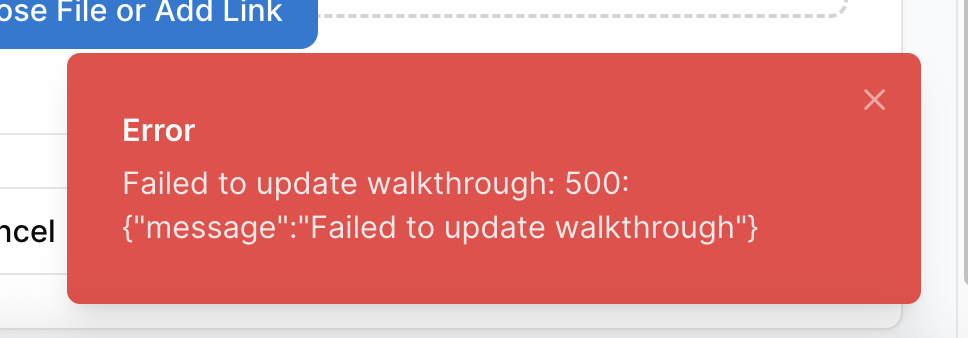 ose File or Add Link
Error
Failed to update walkthrough: 500:
{"message":"Failed to update walkthrough"}
ncel